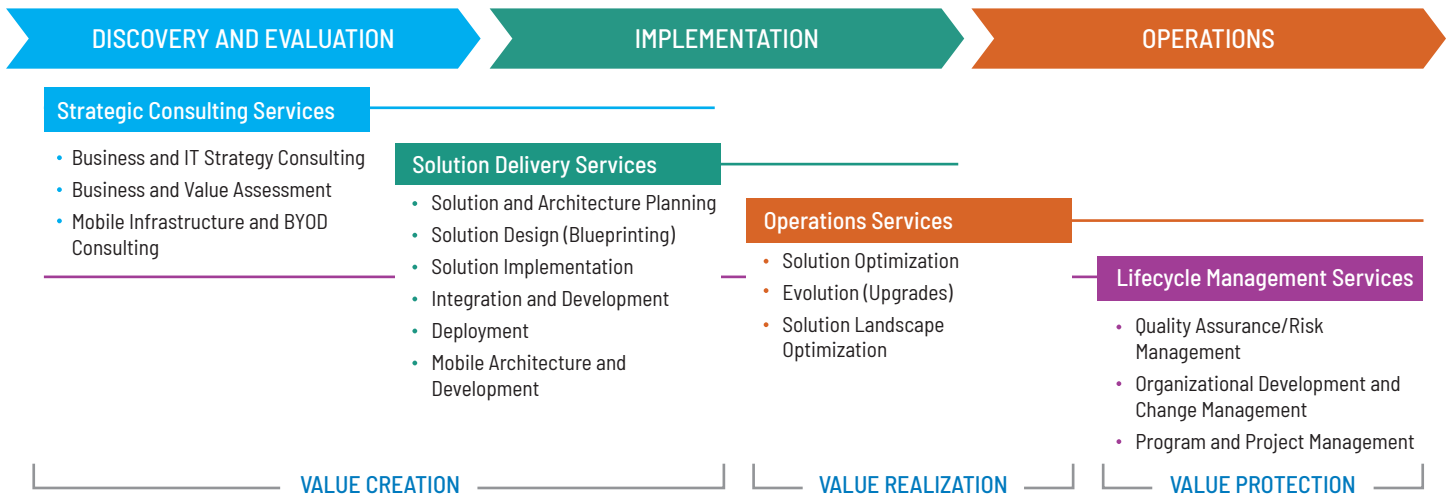 DISCOVERY AND EVALUATION
IMPLEMENTATION
OPERATIONS
Strategic Consulting Services
Business and IT Strategy Consulting
Business and Value Assessment
Mobile Infrastructure and BYOD
Consulting
Solution Delivery Services
Solution and Architecture Planning
Solution Design (Blueprinting)
Solution Implementation
Integration and Development
Deployment
Mobile Architecture and
Development
Operations Services
Solution Optimization
Evolution (Upgrades)
Solution Landscape
Optimization
Lifecycle Management Services
Quality Assurance/Risk
Management
Organizational Development and
Change Management
Program and Project Management
VALUE CREATION
VALUE REALIZATION
VALUE PROTECTION